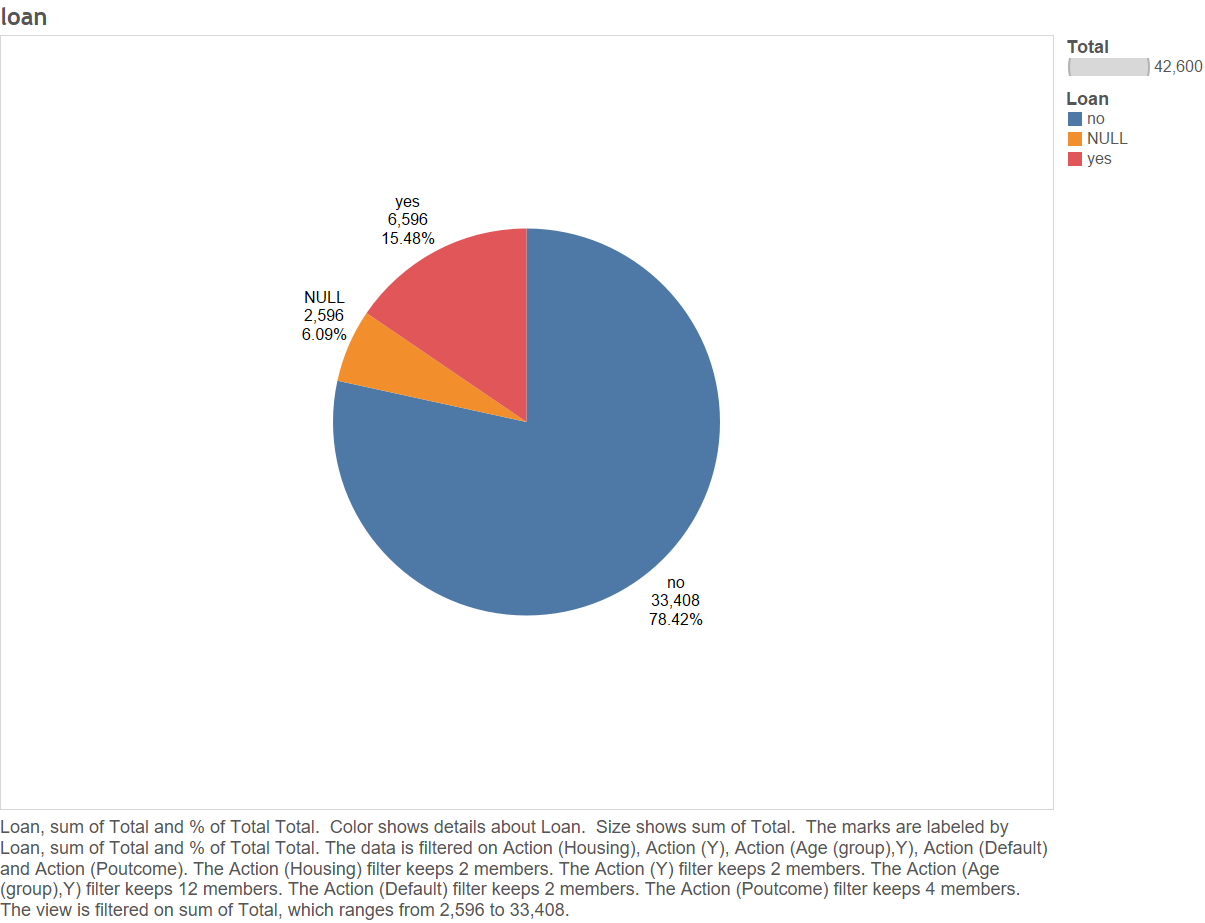 loan
Total
42,600
Loan
no
NULL
yes
yes
6,596
15.48%
NULL
2,596
6.09%
no
33,408
78.42%
Loan, sum of Total and % of Total Total.  Color shows details about Loan.  Size shows sum of Total.  The marks are labeled by
Loan, sum of Total and % of Total Total. The data is filtered on Action (Housing), Action (Y), Action (Age (group),Y), Action (Default)
and Action (Poutcome). The Action (Housing) filter keeps 2 members. The Action (Y) filter keeps 2 members. The Action (Age
(group),Y) filter keeps 12 members. The Action (Default) filter keeps 2 members. The Action (Poutcome) filter keeps 4 members.
The view is filtered on sum of Total, which ranges from 2,596 to 33,408.